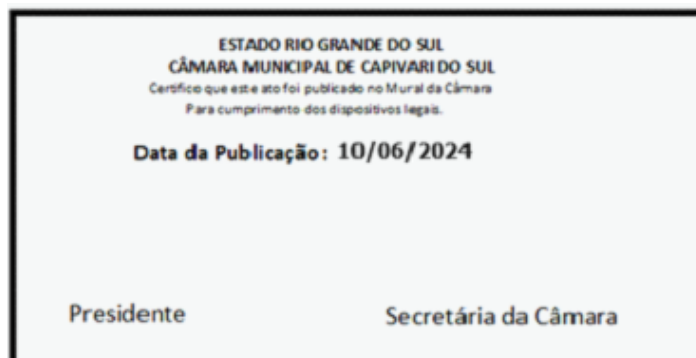 ESTADO RIO GRANDE DO SUL
CÂMARA MUNICIPAL DE CAPIVARI DO SUL
Certifico que este ato foi publicado no Mural da Câmara
Para cumprimento dos dispositivos legais.
Data da Publicação: 10/06/2024
Presidente Secretária da Câmara